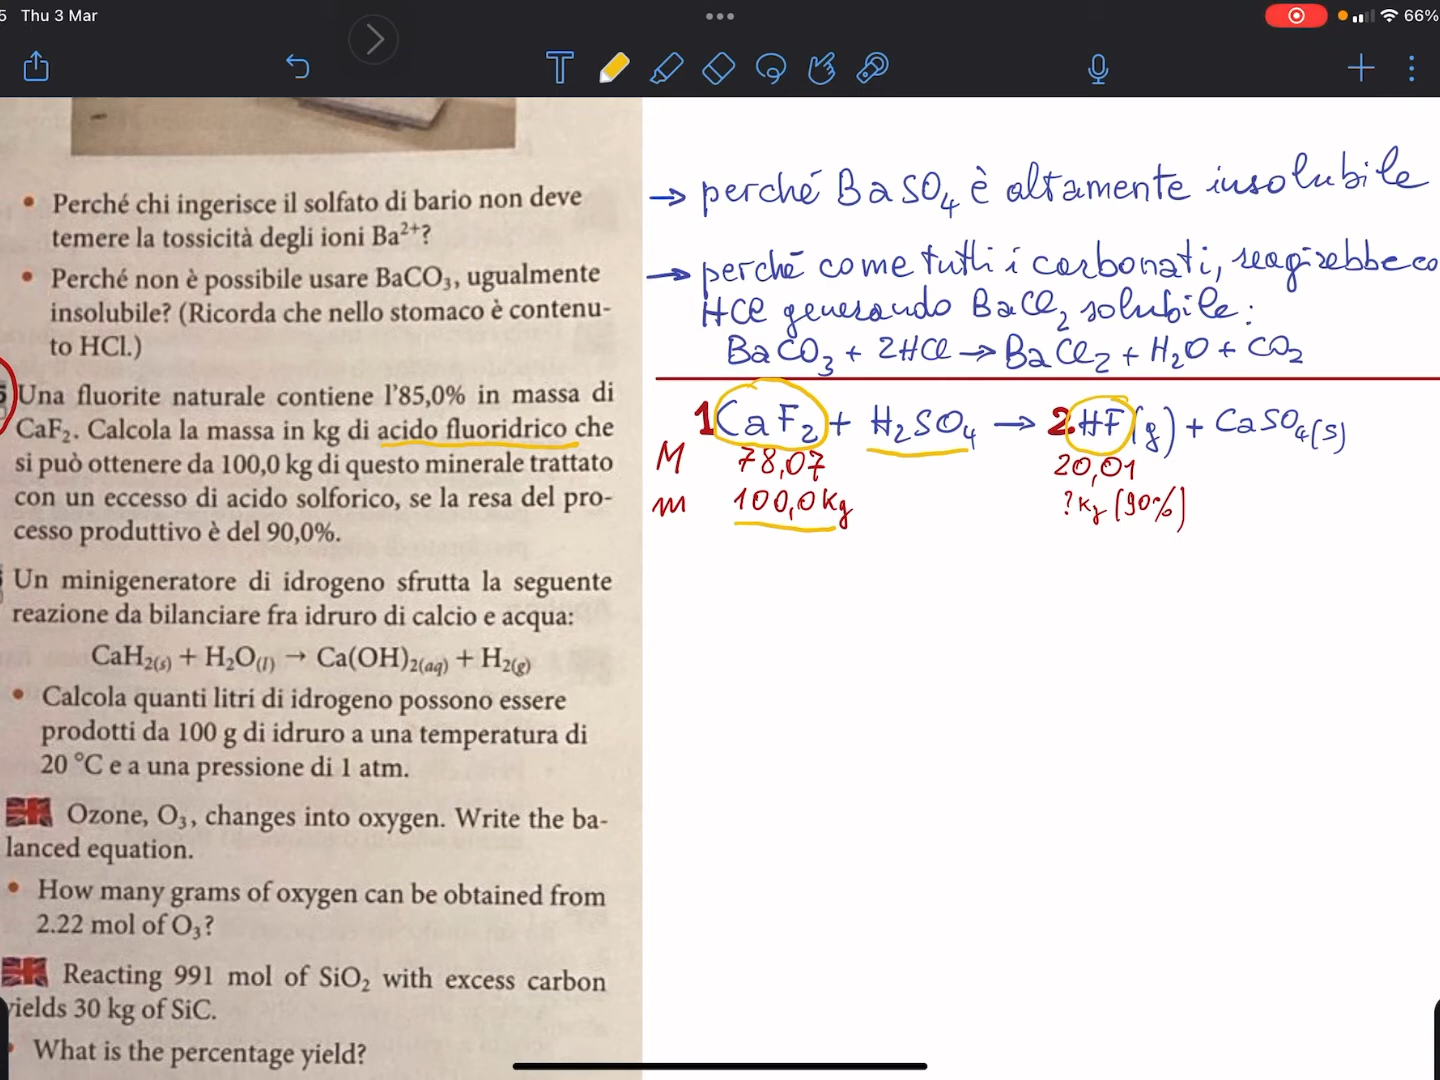 5 Thu 3 Mar
66%
T
• Perché chi ingerisce il solfato di bario non deve
temere la tossicità degli ioni Ba²⁺?
• Perché non è possibile usare BaCO₃, ugualmente
insolubile? (Ricorda che nello stomaco è contenu-
to HCl.)
Una fluorite naturale contiene l'85,0% in massa di
CaF₂. Calcola la massa in kg di acido fluoridrico che
si può ottenere da 100,0 kg di questo minerale trattato
con un eccesso di acido solforico, se la resa del pro-
cesso produttivo è del 90,0%.
Un minigeneratore di idrogeno sfrutta la seguente
reazione da bilanciare fra idruro di calcio e acqua:
CaH₂(s) + H₂O(l) → Ca(OH)₂(aq) + H₂(g)
• Calcola quanti litri di idrogeno possono essere
prodotti da 100 g di idruro a una temperatura di
20 °C e a una pressione di 1 atm.
Ozone, O₃, changes into oxygen. Write the ba-
lanced equation.
• How many grams of oxygen can be obtained from
2.22 mol of O₃?
Reacting 991 mol of SiO₂ with excess carbon
yields 30 kg of SiC.
• What is the percentage yield?
→ perché BaSO₄ è altamente insolubile
→ perché come tutti i carbonati, reagirebbe co
HCl generando BaCl₂ solubile:
BaCO₃ + 2HCl → BaCl₂ + H₂O + CO₂
1 CaF₂ + H₂SO₄ → 2 HF(g) + CaSO₄(s)
M 78,07 20,01
m 100,0 kg ? kg (90%)